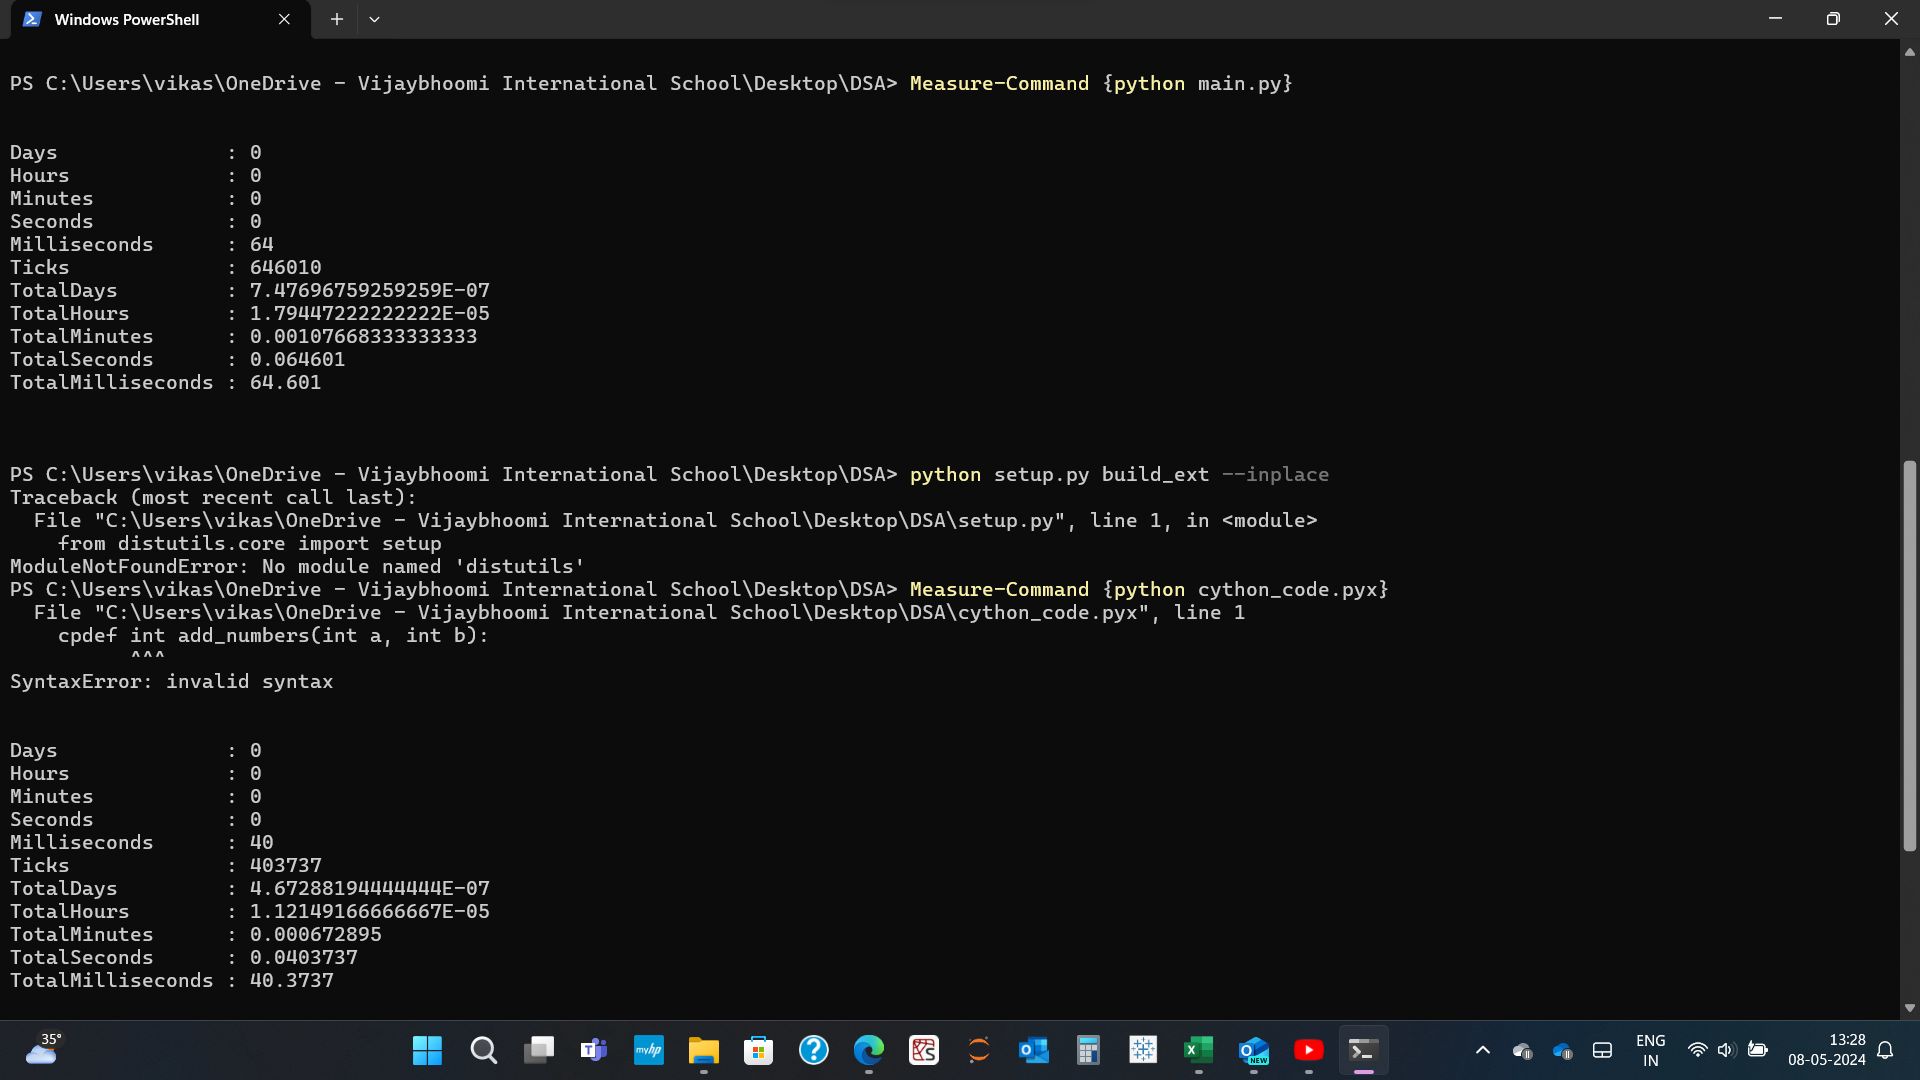 Windows PowerShell
PS C:\Users\vikas\OneDrive - Vijaybhoomi International School\Desktop\DSA> Measure-Command {python main.py}
Days              : 0
Hours             : 0
Minutes           : 0
Seconds           : 0
Milliseconds      : 64
Ticks             : 646010
TotalDays         : 7.47696759259259E-07
TotalHours        : 1.79447222222222E-05
TotalMinutes      : 0.00107668333333333
TotalSeconds      : 0.064601
TotalMilliseconds : 64.601
PS C:\Users\vikas\OneDrive - Vijaybhoomi International School\Desktop\DSA> python setup.py build_ext --inplace
Traceback (most recent call last):
  File "C:\Users\vikas\OneDrive - Vijaybhoomi International School\Desktop\DSA\setup.py", line 1, in <module>
    from distutils.core import setup
ModuleNotFoundError: No module named 'distutils'
PS C:\Users\vikas\OneDrive - Vijaybhoomi International School\Desktop\DSA> Measure-Command {python cython_code.pyx}
  File "C:\Users\vikas\OneDrive - Vijaybhoomi International School\Desktop\DSA\cython_code.pyx", line 1
    cpdef int add_numbers(int a, int b):
          ^^^
SyntaxError: invalid syntax
Days              : 0
Hours             : 0
Minutes           : 0
Seconds           : 0
Milliseconds      : 40
Ticks             : 403737
TotalDays         : 4.67288194444444E-07
TotalHours        : 1.12149166666667E-05
TotalMinutes      : 0.000672895
TotalSeconds      : 0.0403737
TotalMilliseconds : 40.3737
35°
myhp
NEW
ENG
IN
13:28
08-05-2024